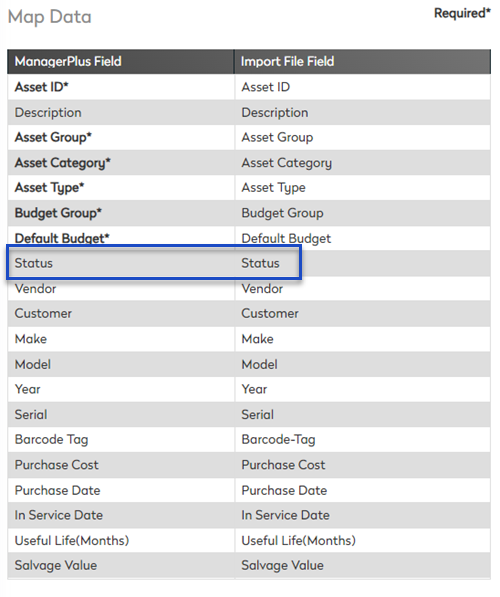 Map Data
Required*
ManagerPlus Field Import File Field
Asset ID* Asset ID
Description Description
Asset Group* Asset Group
Asset Category* Asset Category
Asset Type* Asset Type
Budget Group* Budget Group
Default Budget* Default Budget
Status Status
Vendor Vendor
Customer Customer
Make Make
Model Model
Year Year
Serial Serial
Barcode Tag Barcode-Tag
Purchase Cost Purchase Cost
Purchase Date Purchase Date
In Service Date In Service Date
Useful Life(Months) Useful Life(Months)
Salvage Value Salvage Value